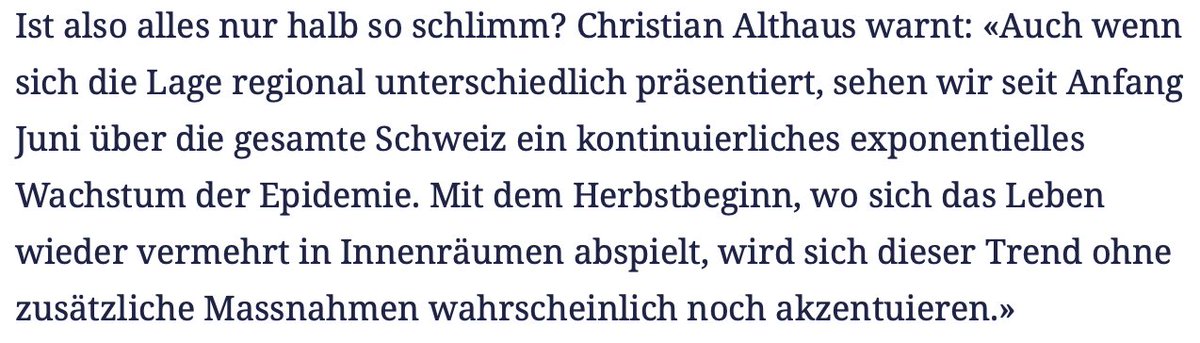 Ist also alles nur halb so schlimm? Christian Althaus warnt: «Auch wenn
sich die Lage regional unterschiedlich präsentiert, sehen wir seit Anfang
Juni über die gesamte Schweiz ein kontinuierliches exponentielles
Wachstum der Epidemie. Mit dem Herbstbeginn, wo sich das Leben
wieder vermehrt in Innenräumen abspielt, wird sich dieser Trend ohne
zusätzliche Massnahmen wahrscheinlich noch akzentuieren.»